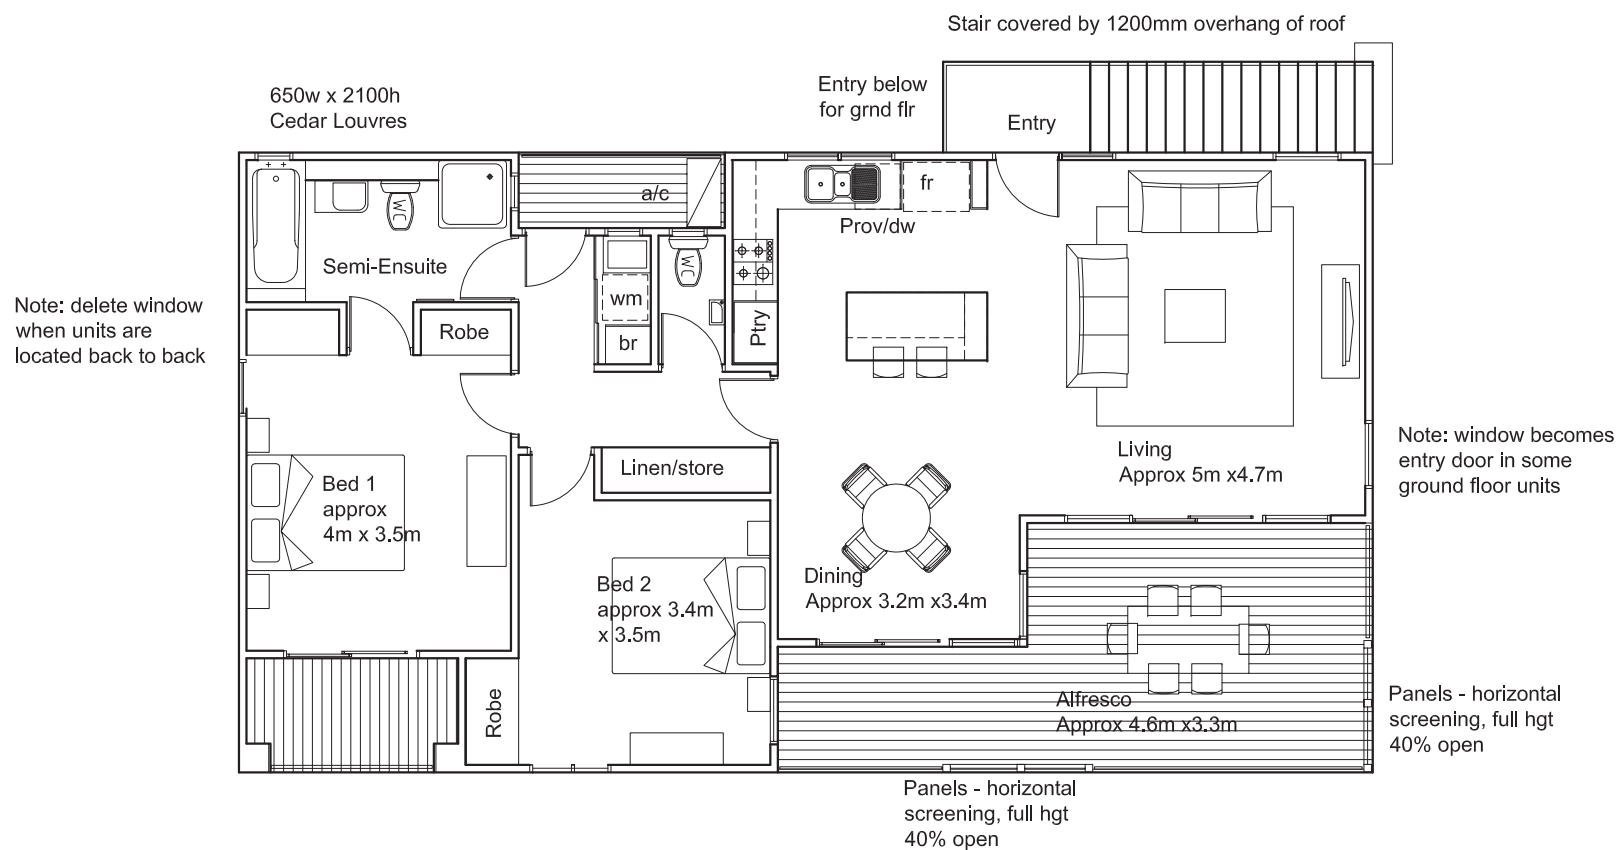 Stair covered by 1200mm overhang of roof
650w x 2100h
Cedar Louvres
Entry below
for grnd flr
Entry
a/c
fr
Prov/dw
WC
Semi-Ensuite
WC
wm
br
Ptry
Robe
Note: delete window
when units are
located back to back
Linen/store
Living
Approx 5m x4.7m
Note: window becomes
entry door in some
ground floor units
Bed 1
approx
4m x 3.5m
Bed 2
approx 3.4m
x 3.5m
Dining
Approx 3.2m x3.4m
Robe
Alfresco
Approx 4.6m x3.3m
Panels - horizontal
screening, full hgt
40% open
Panels - horizontal
screening, full hgt
40% open